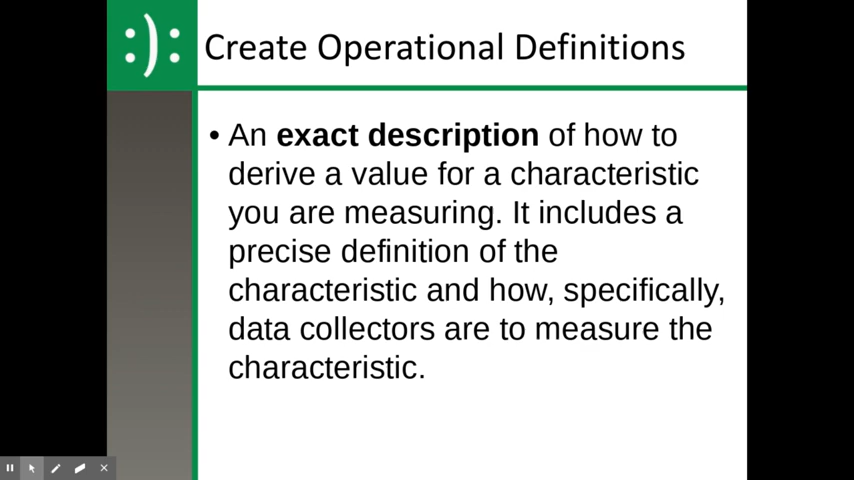 :):
Create Operational Definitions
• An exact description of how to
derive a value for a characteristic
you are measuring. It includes a
precise definition of the
characteristic and how, specifically,
data collectors are to measure the
characteristic.